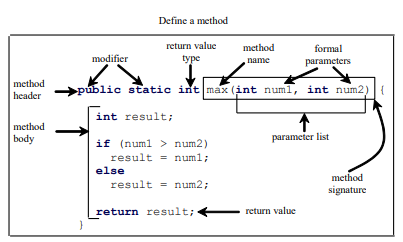 Define a method
return value
type
method
name
formal
parameters
modifier
method
header
public static int max(int num1, int num2) {
int result;
method
body
parameter list
if (num1 > num2)
result = num1;
else
result = num2;
method
signature
return result;
return value
}